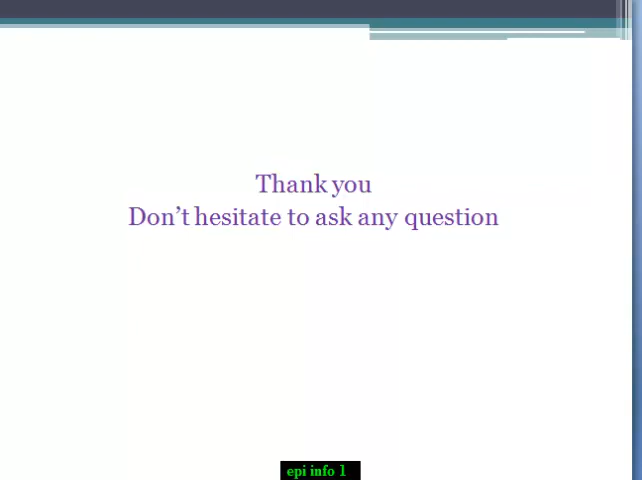 Thank you
Don’t hesitate to ask any question
epi info 1